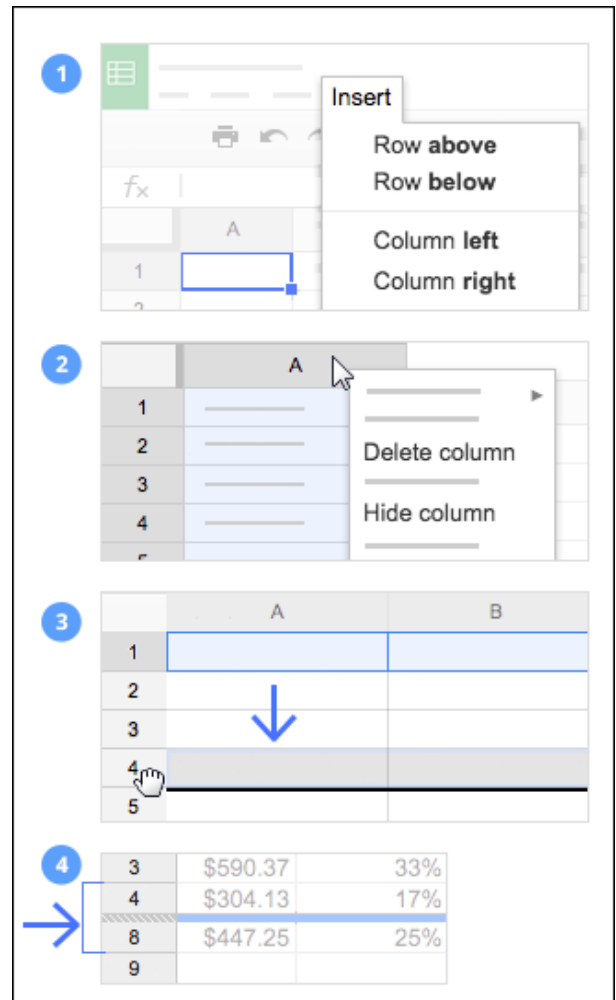 1
Insert
Row above
Row below
fx
Column left
A
Column right
1
2
2
A
1
2
Delete column
3
Hide column
4
5
3
A B
1
2
3
4
5
4
3 $590.37 33%
4 $304.13 17%
8 $447.25 25%
9